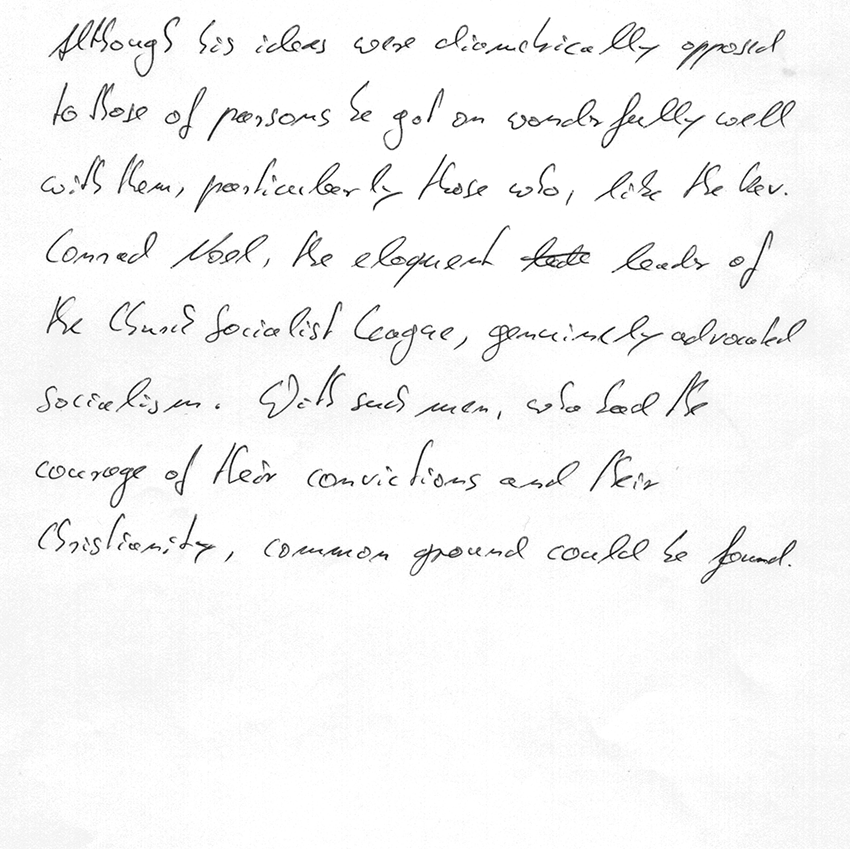 Although his ideas were diametrically opposed
to those of parsons he got on wonderfully well
with them, particularly those who, like the Rev.
Conrad Noel, the eloquent leader of
the Church Socialist League, genuinely advocated
socialism. With such men, who had the
courage of their convictions and their
Christianity, common ground could be found.